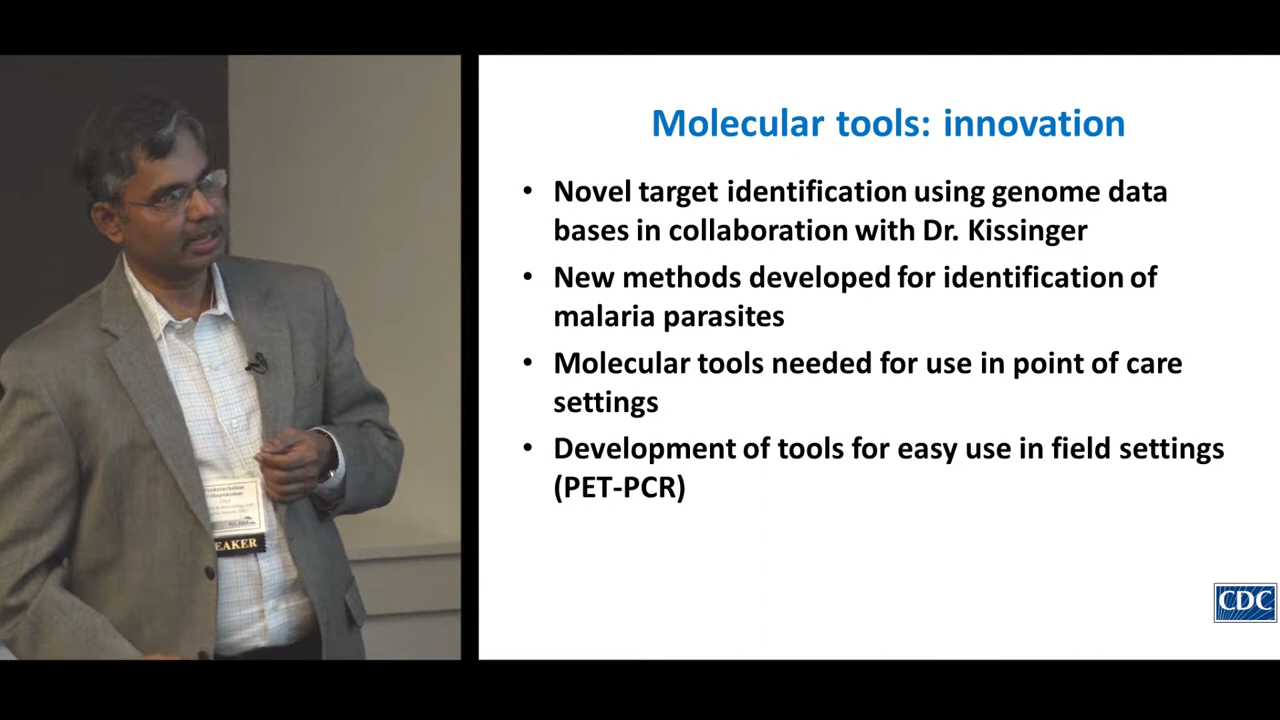 Molecular tools: innovation
• Novel target identification using genome data
bases in collaboration with Dr. Kissinger
• New methods developed for identification of
malaria parasites
• Molecular tools needed for use in point of care
settings
• Development of tools for easy use in field settings
(PET-PCR)
CDC
EAKER